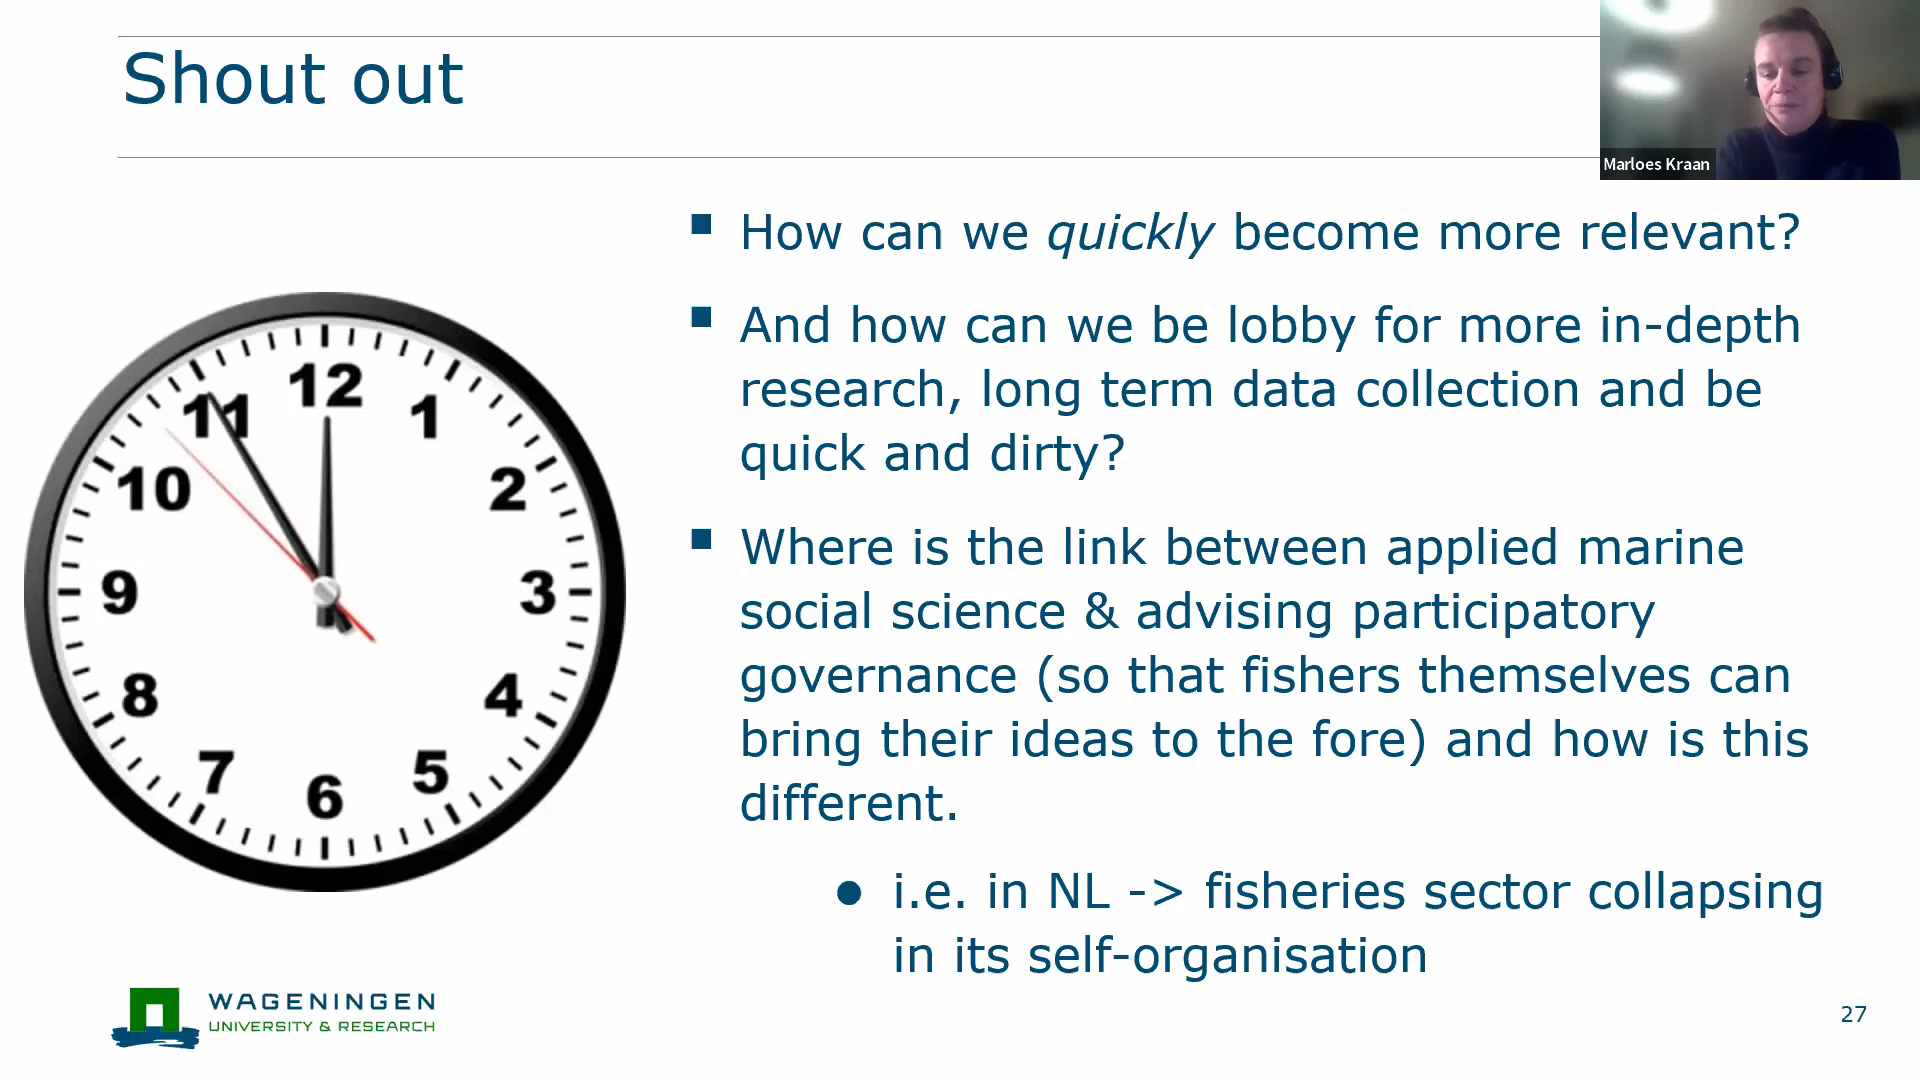 Shout out
Marloes Kraan
How can we quickly become more relevant?
And how can we be lobby for more in-depth
research, long term data collection and be
quick and dirty?
Where is the link between applied marine
social science & advising participatory
governance (so that fishers themselves can
bring their ideas to the fore) and how is this
different.
i.e. in NL -> fisheries sector collapsing
in its self-organisation
12
1
2
3
4
5
6
7
8
9
10
11
WAGENINGEN
UNIVERSITY & RESEARCH
27